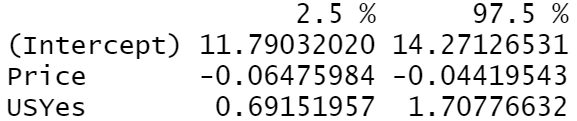 2.5 % 97.5 %
(Intercept) 11.79032020 14.27126531
Price -0.06475984 -0.04419543
USYes 0.69151957 1.70776632